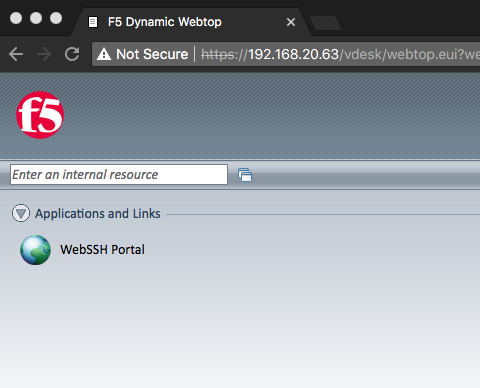 F5 Dynamic Webtop
Not Secure | https://192.168.20.63/vdesk/webtop.eui?we
f5
Enter an internal resource
Applications and Links
WebSSH Portal